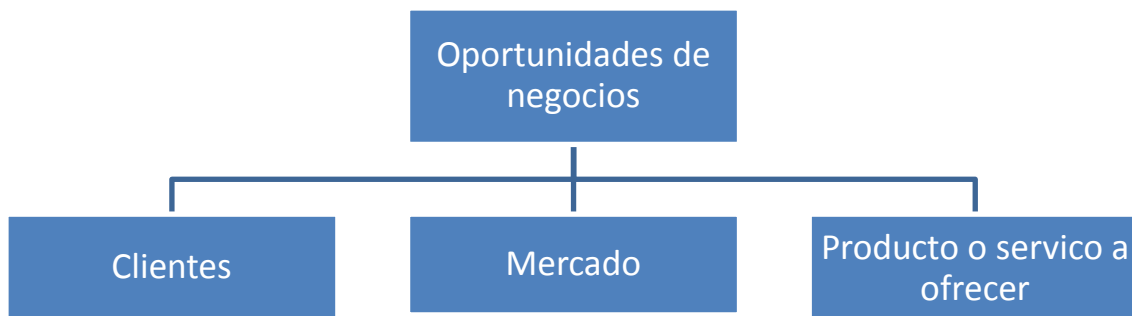 Oportunidades de
negocios
Clientes
Mercado
Producto o servico a
ofrecer